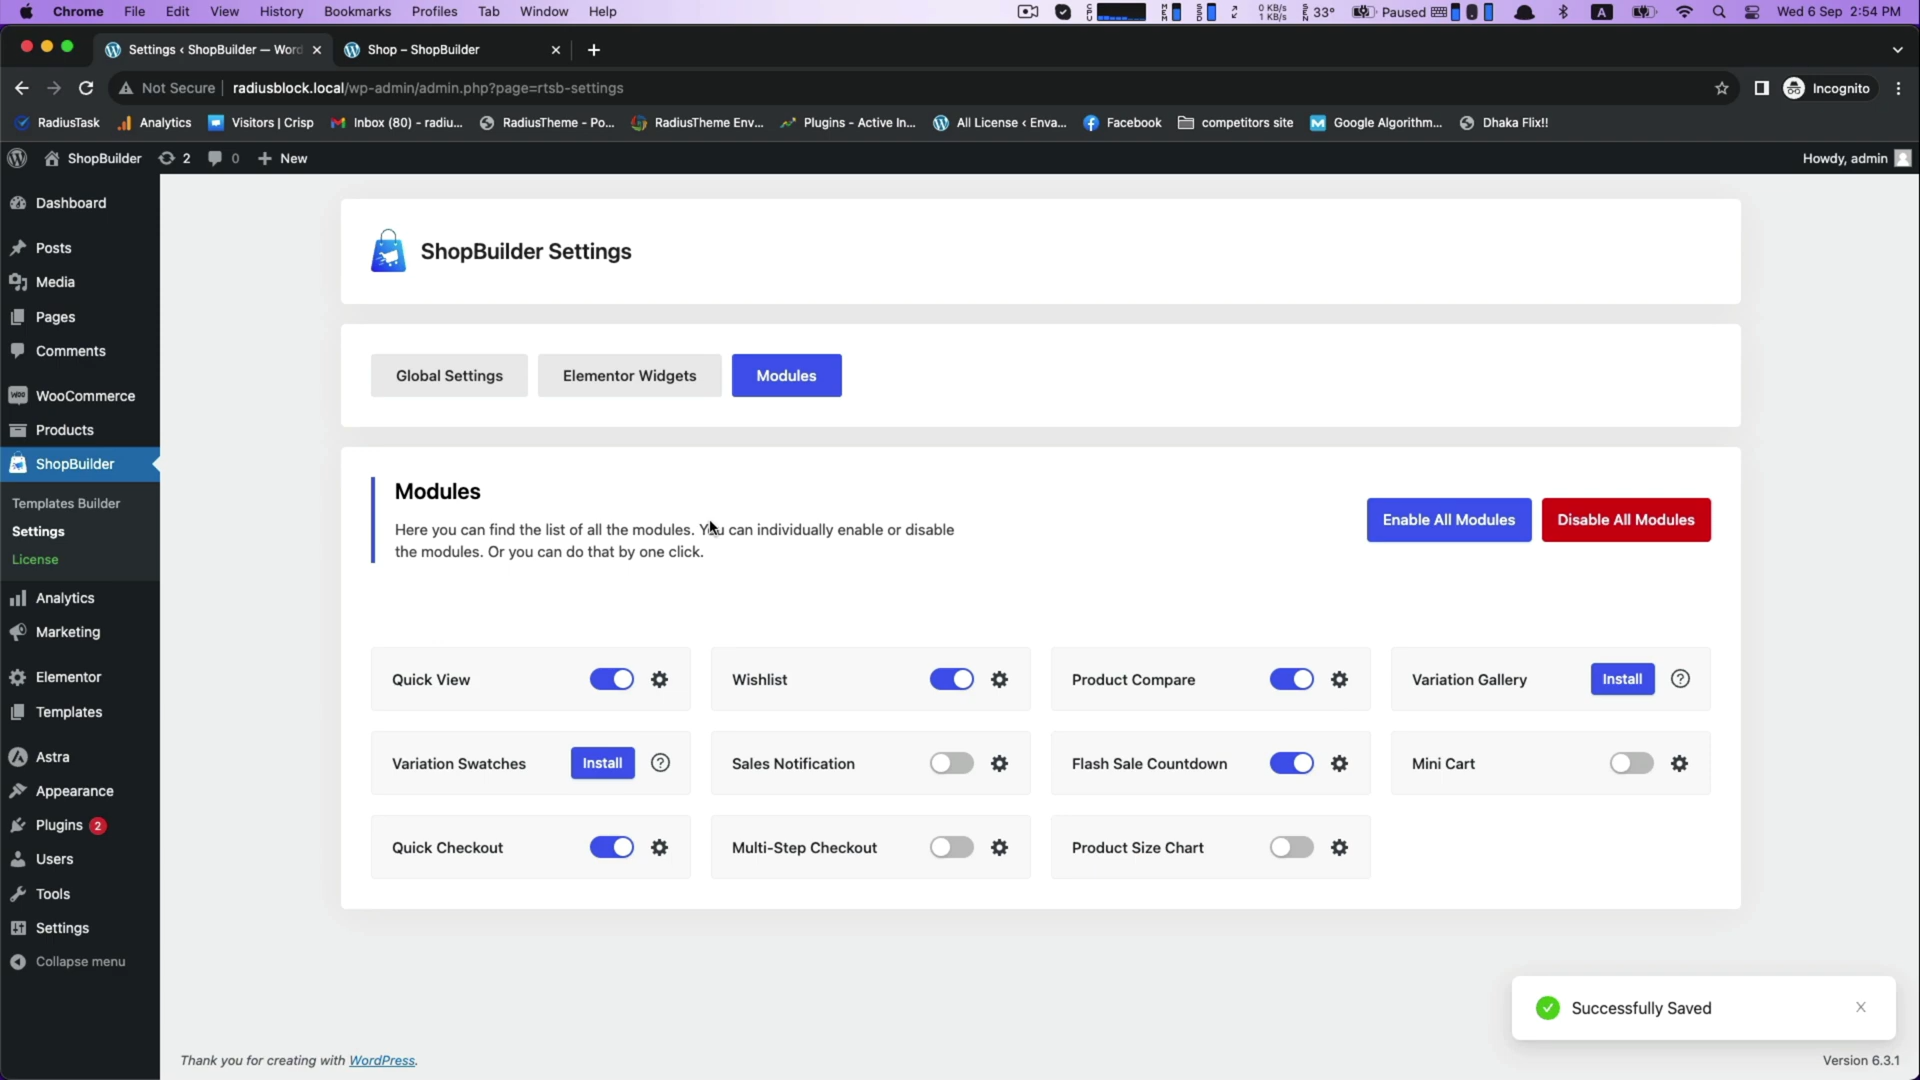 Chrome File Edit View History Bookmarks Profiles Tab Window Help
0 KB/s
1 KB/s
33° Paused A Wed 6 Sep 2:54 PM
Settings ‹ ShopBuilder — Word Shop – ShopBuilder
Not Secure radiusblock.local/wp-admin/admin.php?page=rtsb-settings Incognito
RadiusTask Analytics Visitors | Crisp Inbox (80) - radiu... RadiusTheme - Po... RadiusTheme Env... Plugins - Active In... All License ‹ Enva... Facebook competitors site Google Algorithm... Dhaka Flix!!
ShopBuilder 2 0 New Howdy, admin
Dashboard
Posts
Media
Pages
Comments
WooCommerce
Products
ShopBuilder
Templates Builder
Settings
License
Analytics
Marketing
Elementor
Templates
Astra
Appearance
Plugins 2
Users
Tools
Settings
Collapse menu
ShopBuilder Settings
Global Settings Elementor Widgets Modules
Modules
Here you can find the list of all the modules. You can individually enable or disable
the modules. Or you can do that by one click.
Enable All Modules Disable All Modules
Quick View Wishlist Product Compare Variation Gallery Install
Variation Swatches Install Sales Notification Flash Sale Countdown Mini Cart
Quick Checkout Multi-Step Checkout Product Size Chart
Successfully Saved
Thank you for creating with WordPress. Version 6.3.1